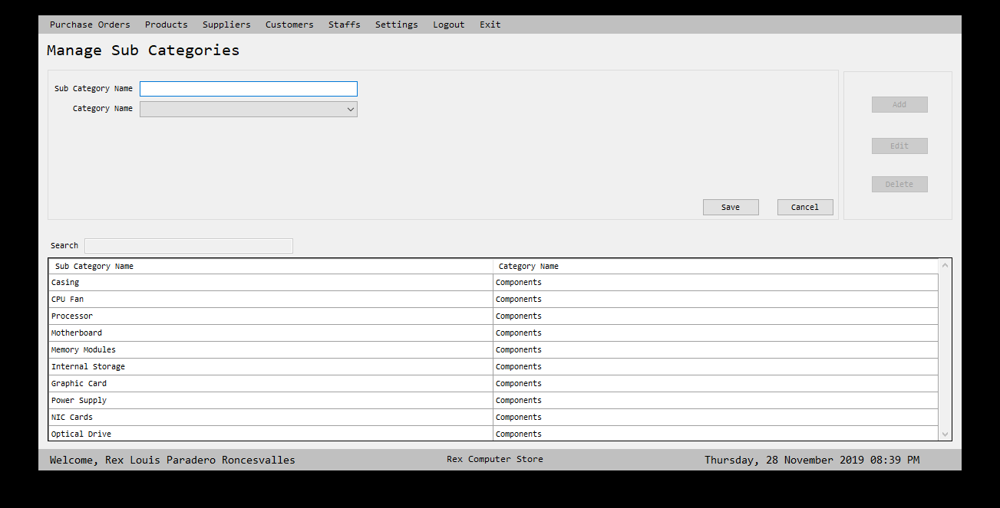 Purchase Orders Products Suppliers Customers Staffs Settings Logout Exit
Manage Sub Categories
Sub Category Name
Category Name
Add
Edit
Delete
Save Cancel
Search
Sub Category Name Category Name
Casing Components
CPU Fan Components
Processor Components
Motherboard Components
Memory Modules Components
Internal Storage Components
Graphic Card Components
Power Supply Components
NIC Cards Components
Optical Drive Components
Welcome, Rex Louis Paradero Roncesvalles Rex Computer Store Thursday, 28 November 2019 08:39 PM